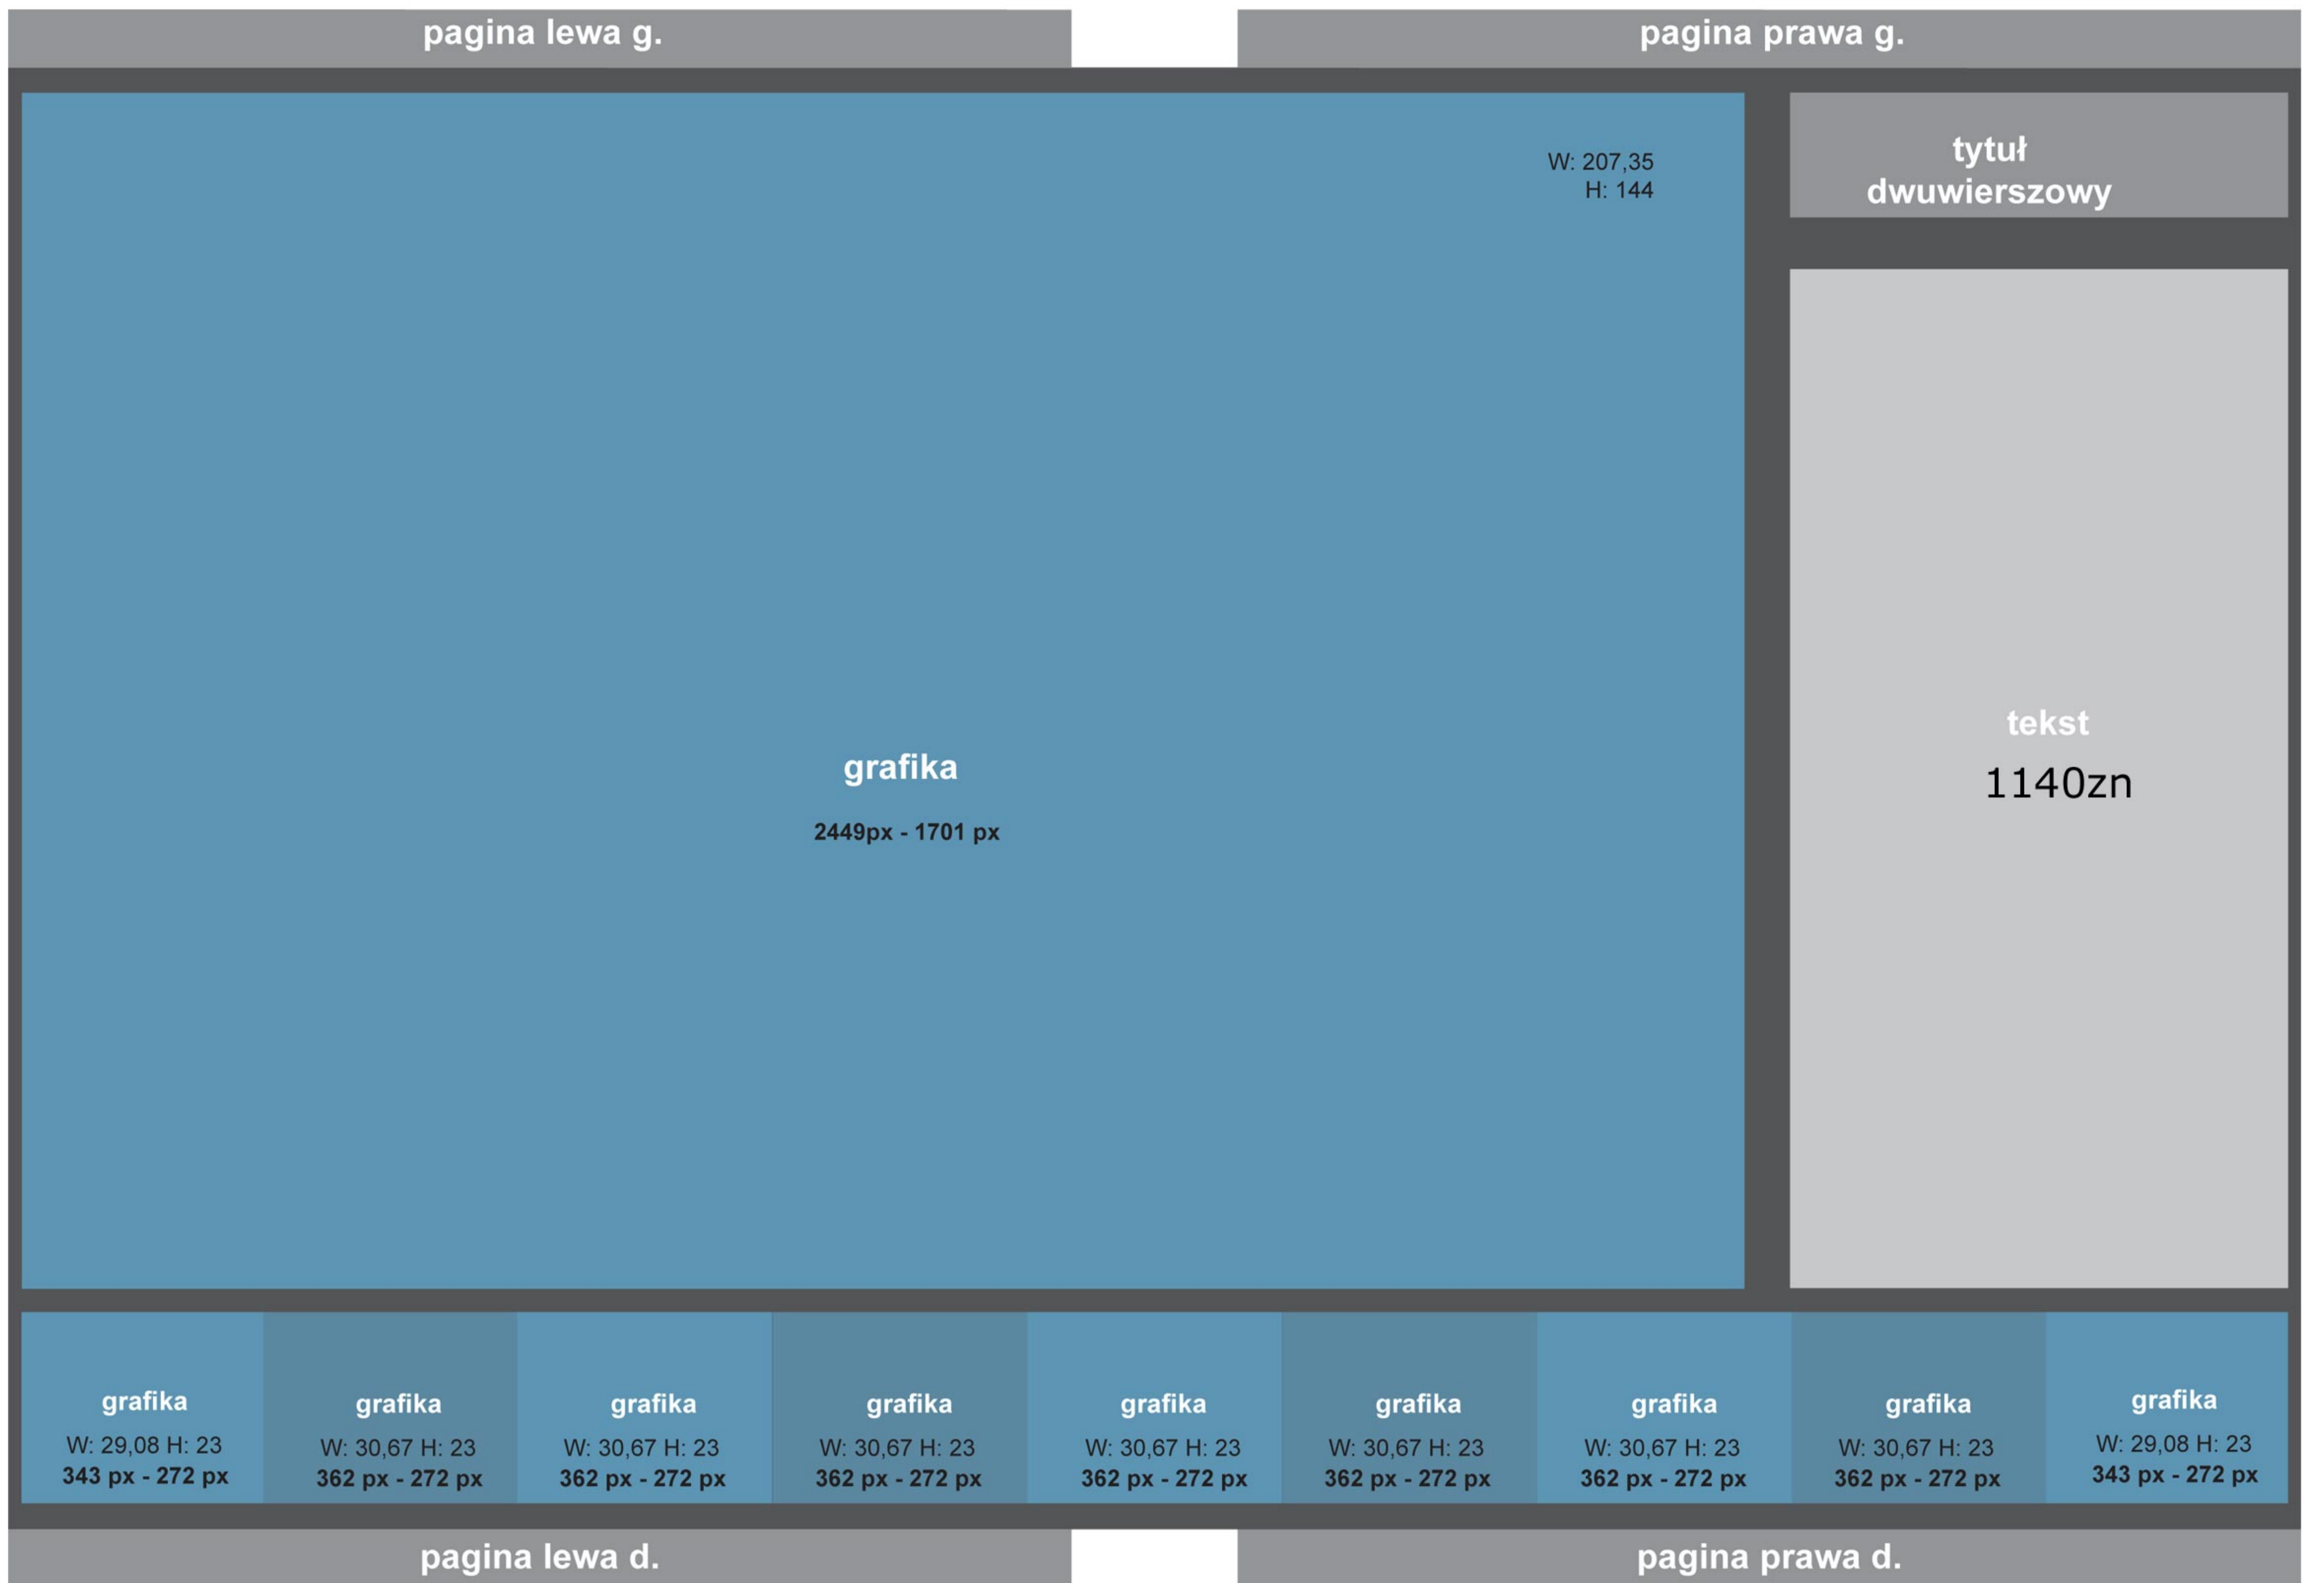 pagina lewa g.
pagina prawa g.
W: 207,35
H: 144
tytuł
dwuwierszowy
grafika
2449px - 1701 px
tekst
1140zn
grafika
W: 29,08 H: 23
343 px - 272 px
grafika
W: 30,67 H: 23
362 px - 272 px
grafika
W: 30,67 H: 23
362 px - 272 px
grafika
W: 30,67 H: 23
362 px - 272 px
grafika
W: 30,67 H: 23
362 px - 272 px
grafika
W: 30,67 H: 23
362 px - 272 px
grafika
W: 30,67 H: 23
362 px - 272 px
grafika
W: 30,67 H: 23
362 px - 272 px
grafika
W: 29,08 H: 23
343 px - 272 px
pagina lewa d.
pagina prawa d.